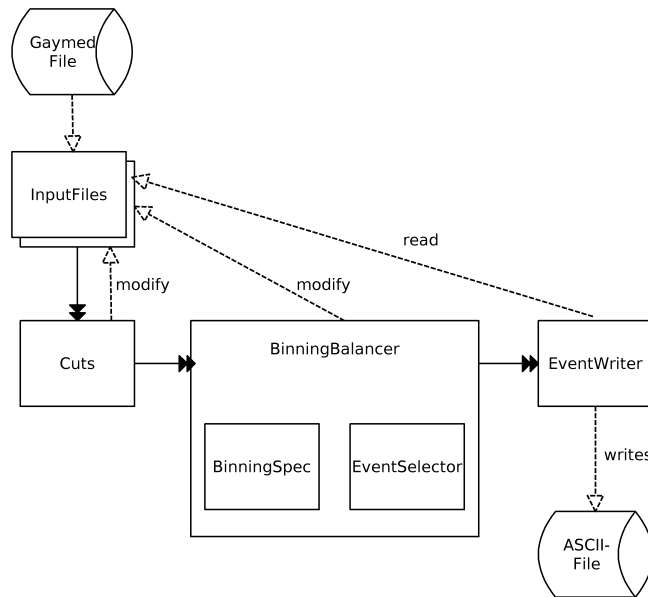 Gaymed
File
InputFiles
read
modify
modify
BinningBalancer
Cuts
EventWriter
BinningSpec
EventSelector
writes
ASCII-
File